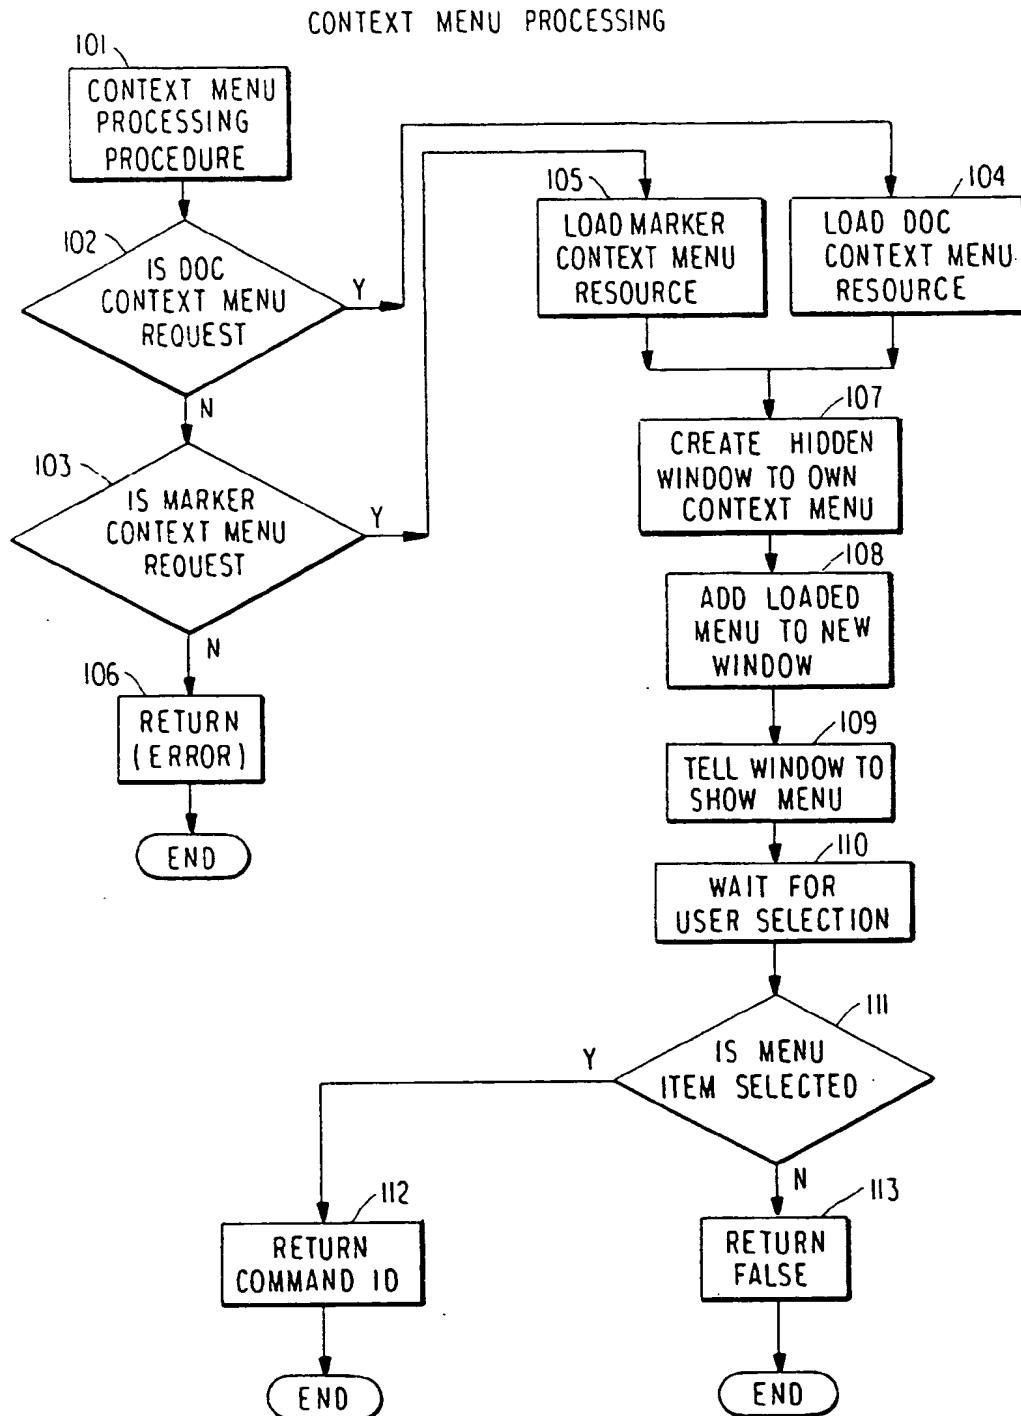 CONTEXT MENU PROCESSING
101
CONTEXT MENU
PROCESSING
PROCEDURE
102
IS DOC
CONTEXT MENU
REQUEST
Y
N
103
IS MARKER
CONTEXT MENU
REQUEST
Y
N
106
RETURN
(ERROR)
END
105
LOAD MARKER
CONTEXT MENU
RESOURCE
104
LOAD DOC
CONTEXT MENU
RESOURCE
107
CREATE HIDDEN
WINDOW TO OWN
CONTEXT MENU
108
ADD LOADED
MENU TO NEW
WINDOW
109
TELL WINDOW TO
SHOW MENU
110
WAIT FOR
USER SELECTION
111
IS MENU
ITEM SELECTED
Y
N
112
RETURN
COMMAND ID
END
113
RETURN
FALSE
END